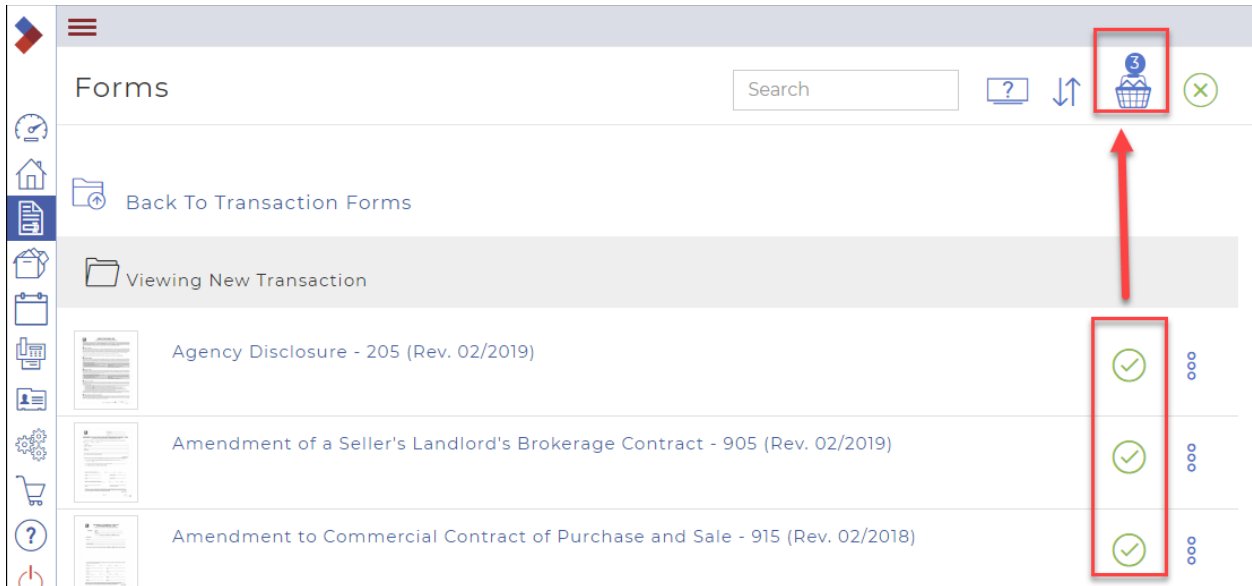 Forms
Search
?
3
Back To Transaction Forms
Viewing New Transaction
Agency Disclosure - 205 (Rev. 02/2019)
Amendment of a Seller's Landlord's Brokerage Contract - 905 (Rev. 02/2019)
Amendment to Commercial Contract of Purchase and Sale - 915 (Rev. 02/2018)
?